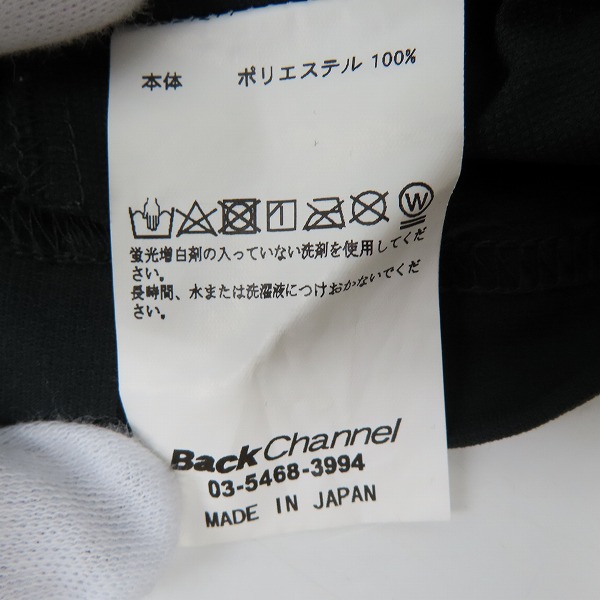 本体 ポリエステル 100%
W
蛍光増白剤の入っていない洗剤を使用してくだ
さい。
長時間、水または洗濯液につけおかないでくだ
さい。
BackChannel
03-5468-3994
MADE IN JAPAN